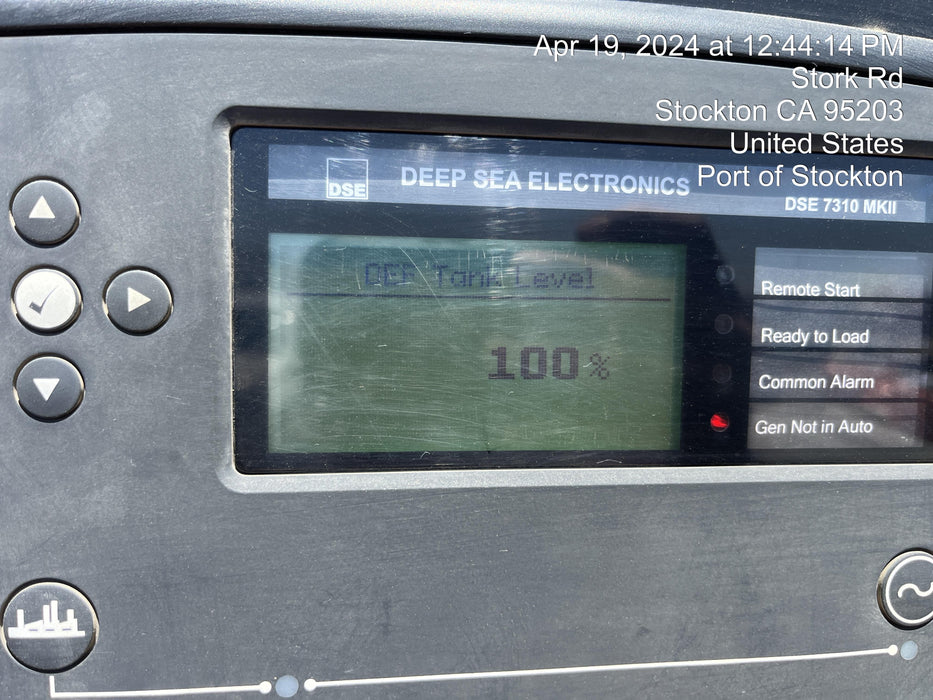 Apr 19, 2024 at 12:44:14 PM
Stork Rd
Stockton CA 95203
United States
Port of Stockton
DSE
DEEP SEA ELECTRONICS
DSE 7310 MKII
DEF Tank Level
100%
Remote Start
Ready to Load
Common Alarm
Gen Not in Auto